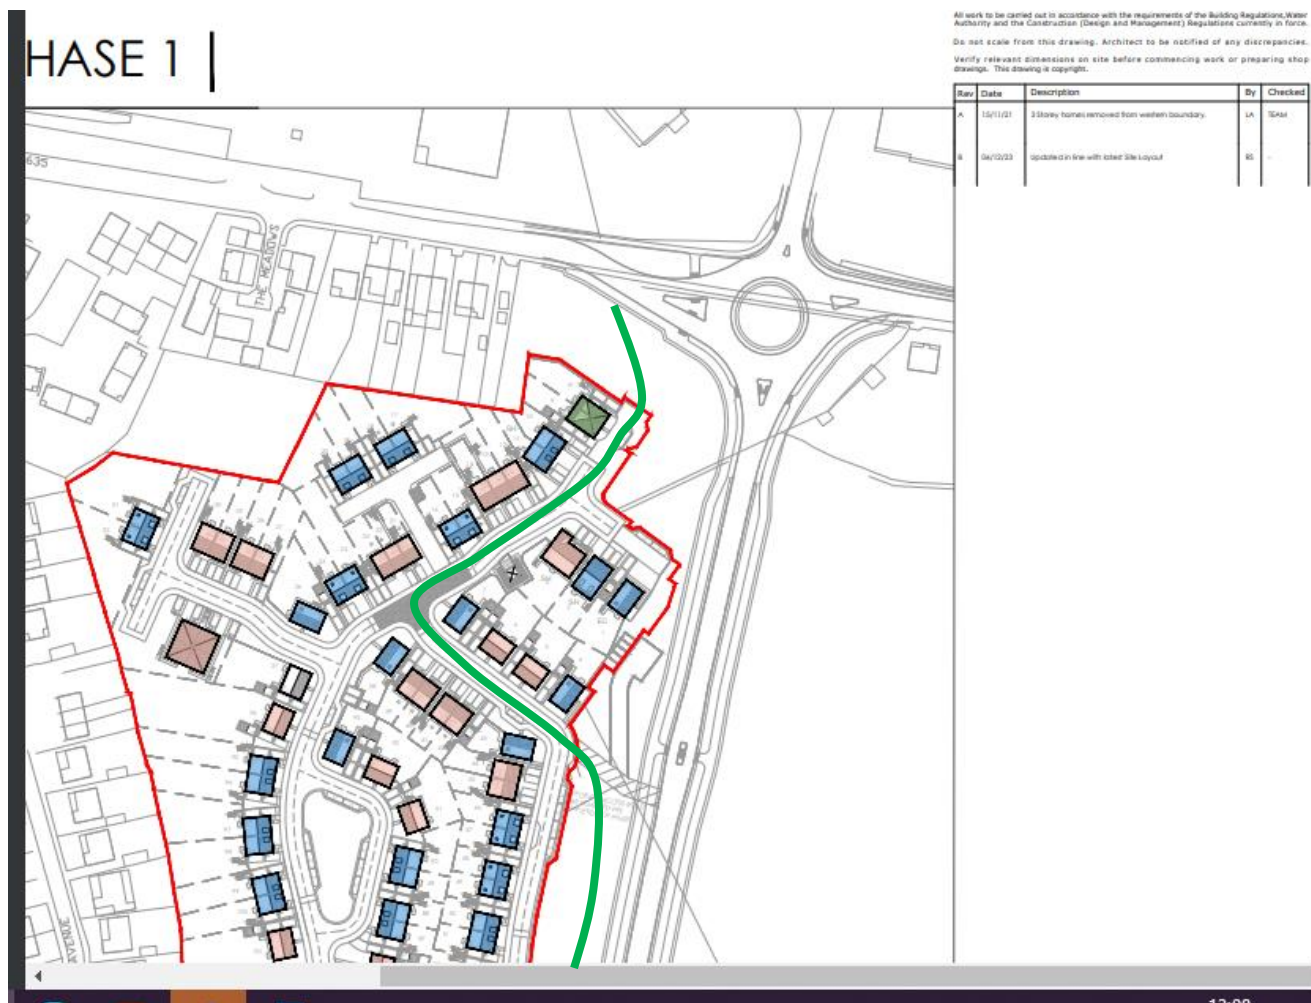 HASE 1 |
All work to be carried out in accordance with the requirements of the Building Regulations,Water
Authority and the Construction (Design and Management) Regulations currently in force.
Do not scale from this drawing. Architect to be notified of any discrepancies.
Verify relevant dimensions on site before commencing work or preparing shop
drawings. This drawing is copyright.
Rev Date Description By Checked
A 15/11/21 3 Storey homes removed from western boundary. LA TEAM
B 06/12/23 Updated in line with latest Site Layout RS -
635
THE MEADOWS
AVENUE